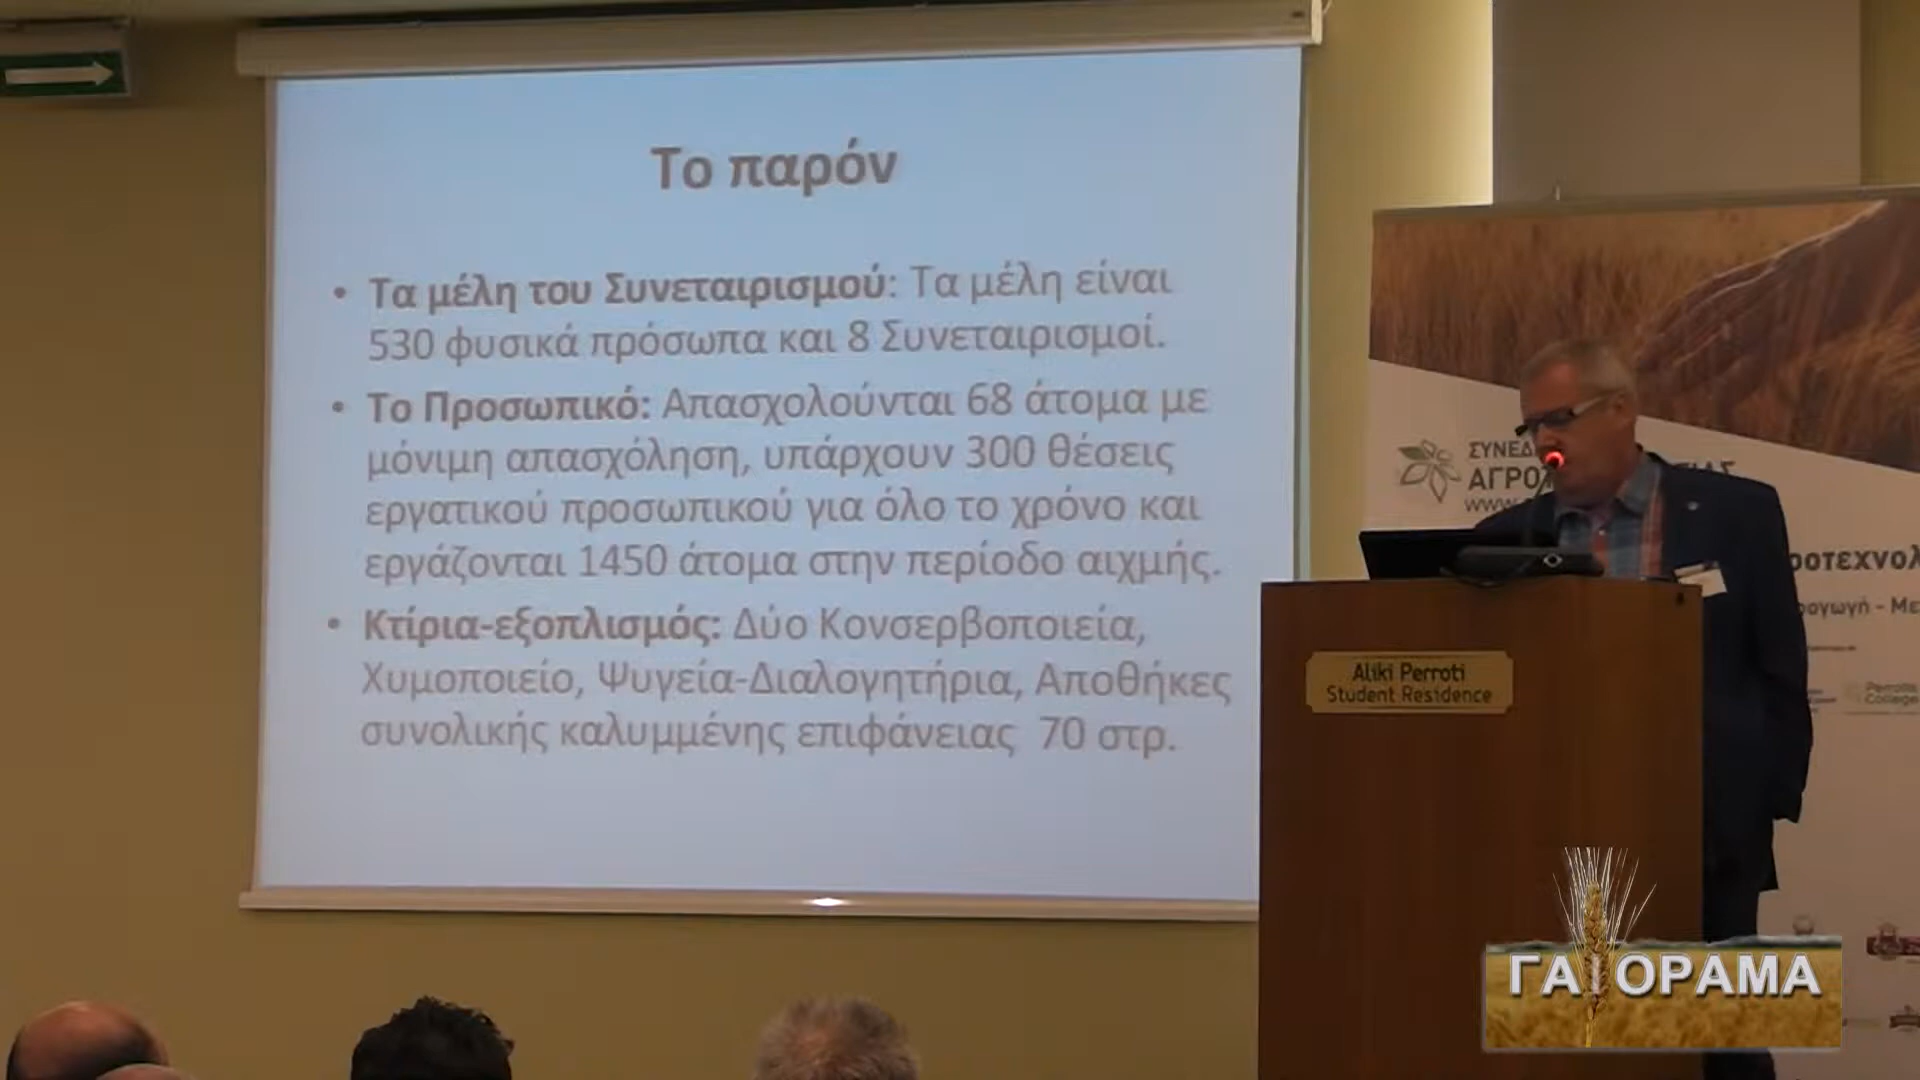 Το παρόν
• Τα μέλη του Συνεταιρισμού: Τα μέλη είναι
530 φυσικά πρόσωπα και 8 Συνεταιρισμοί.
• Το Προσωπικό: Απασχολούνται 68 άτομα με
μόνιμη απασχόληση, υπάρχουν 300 θέσεις
εργατικού προσωπικού για όλο το χρόνο και
εργάζονται 1450 άτομα στην περίοδο αιχμής.
• Κτίρια-εξοπλισμός: Δύο Κονσερβοποιεία,
Χυμοποιείο, Ψυγεία-Διαλογητήρια, Αποθήκες
συνολικής καλυμμένης επιφάνειας 70 στρ.
Aliki Perroti
Student Residence
ΓΑΙΟΡΑΜΑ